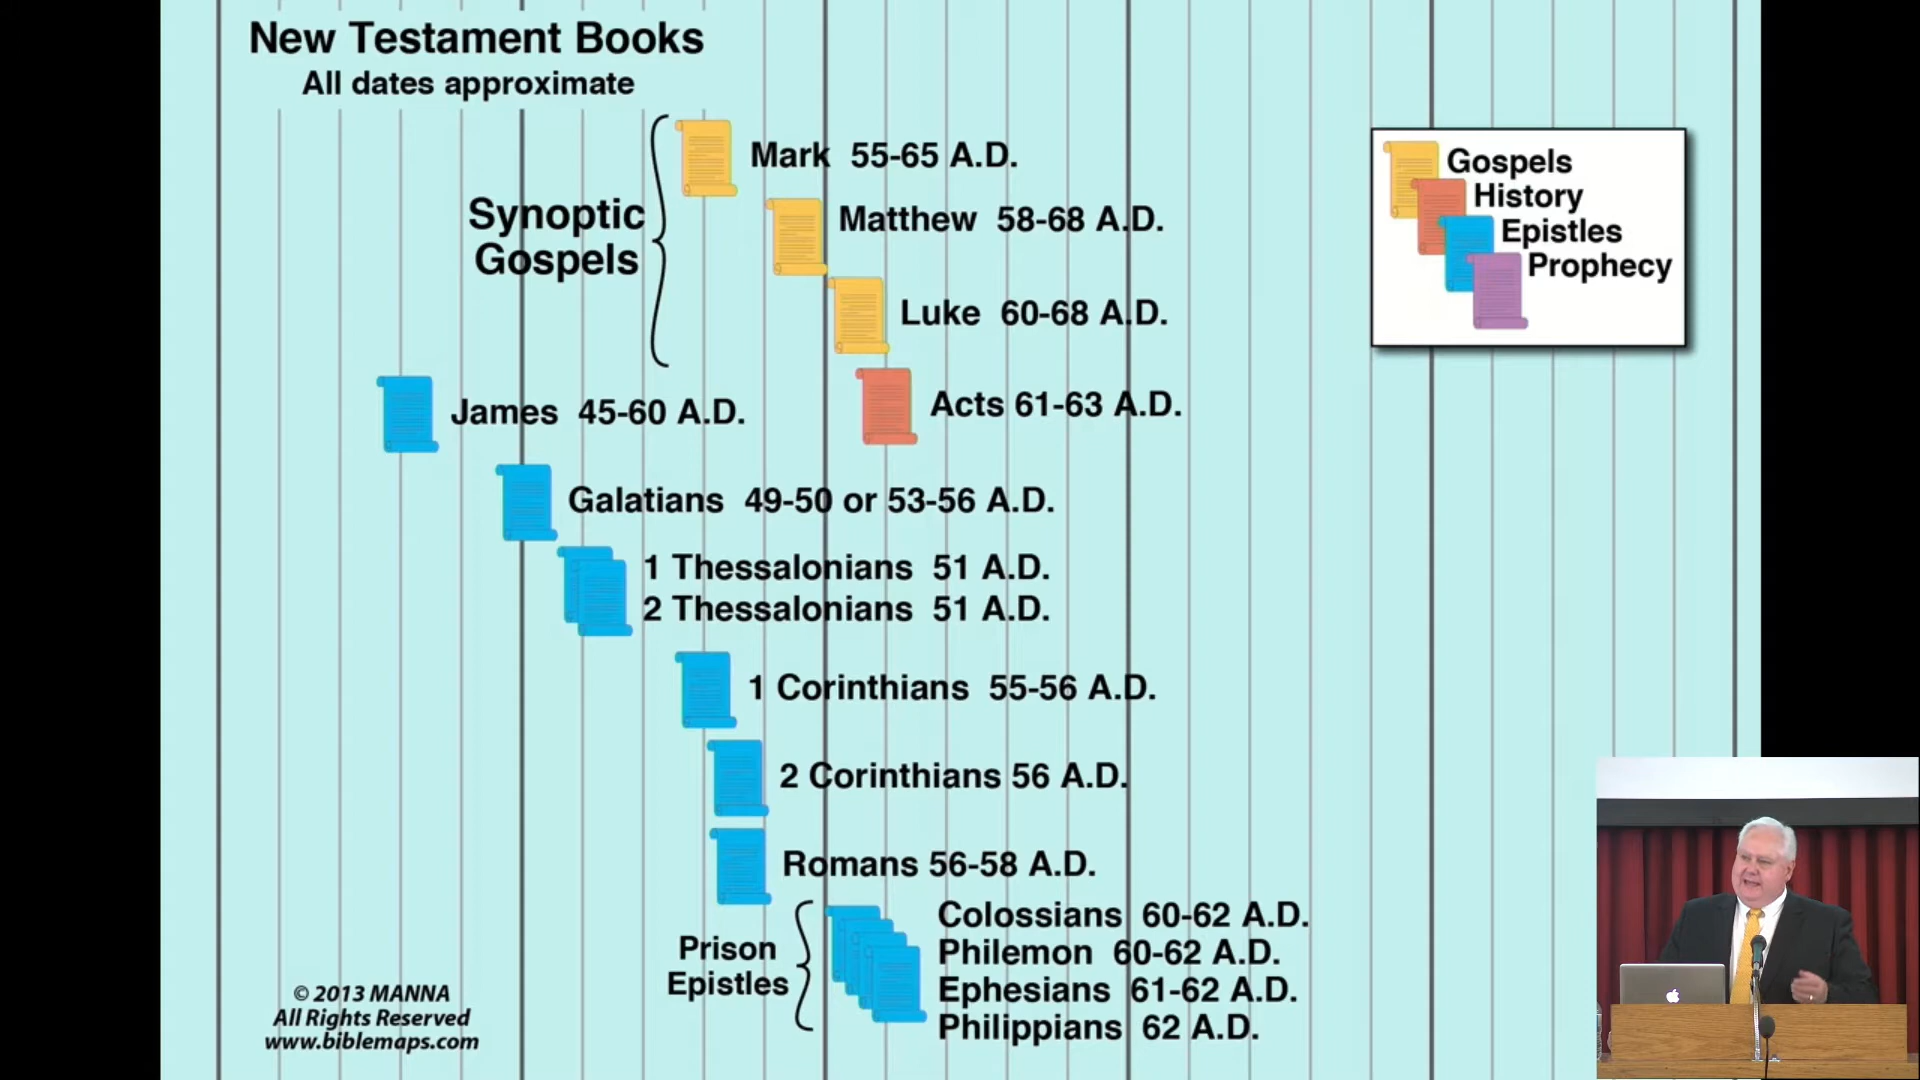 New Testament Books
All dates approximate
Synoptic
Gospels
Mark 55-65 A.D.
Matthew 58-68 A.D.
Luke 60-68 A.D.
Acts 61-63 A.D.
James 45-60 A.D.
Galatians 49-50 or 53-56 A.D.
1 Thessalonians 51 A.D.
2 Thessalonians 51 A.D.
1 Corinthians 55-56 A.D.
2 Corinthians 56 A.D.
Romans 56-58 A.D.
Prison
Epistles
Colossians 60-62 A.D.
Philemon 60-62 A.D.
Ephesians 61-62 A.D.
Philippians 62 A.D.
Gospels
History
Epistles
Prophecy
© 2013 MANNA
All Rights Reserved
www.biblemaps.com